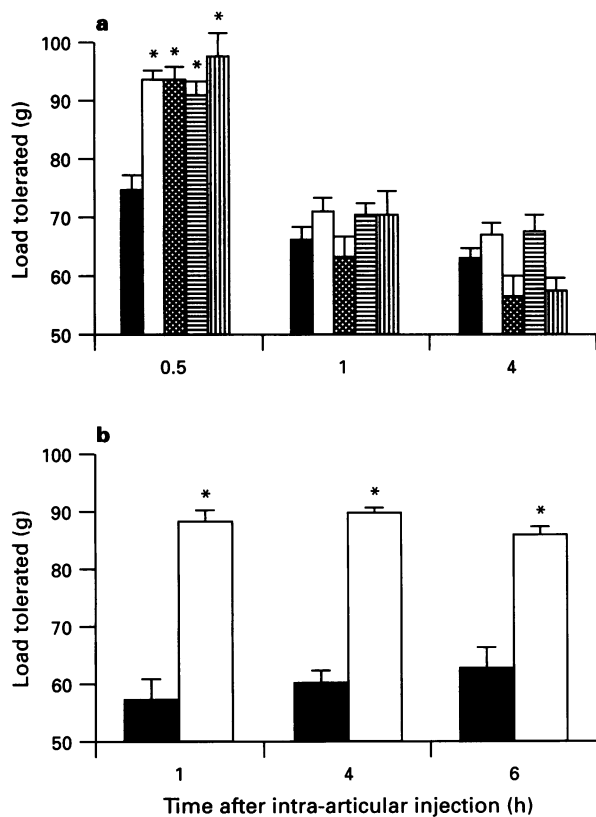 a
* * * *
100
90
80
70
60
50
Load tolerated (g)
0.5 1 4
b
* * *
100
90
80
70
60
50
Load tolerated (g)
1 4 6
Time after intra-articular injection (h)